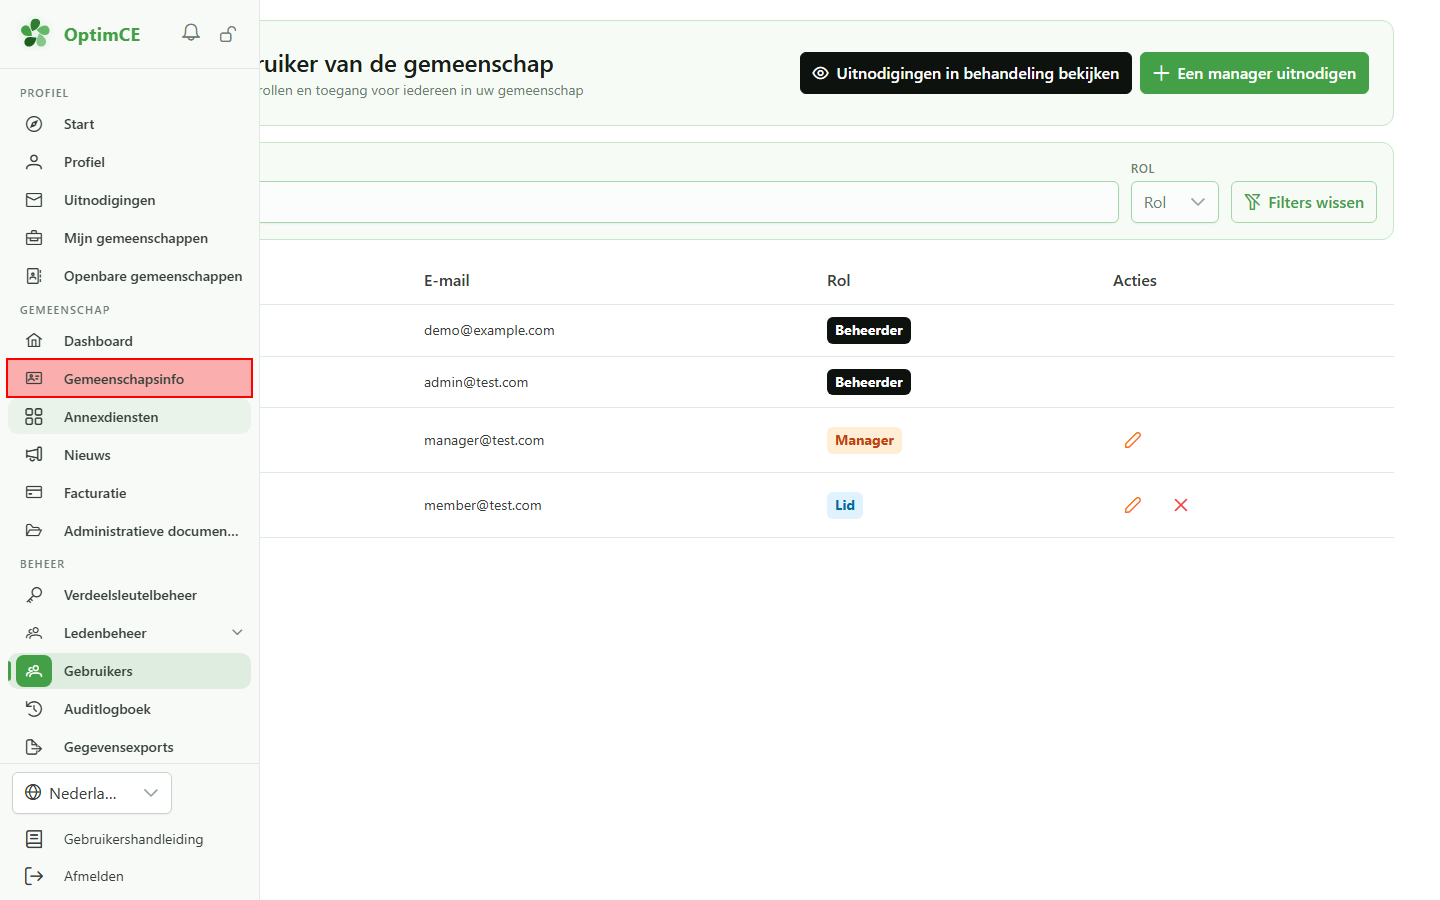 OptimCE
ruiker van de gemeenschap
rollen en toegang voor iedereen in uw gemeenschap
Uitnodigingen in behandeling bekijken
Een manager uitnodigen
PROFIEL
Start
Profiel
Uitnodigingen
Mijn gemeenschappen
Openbare gemeenschappen
GEMEENSCHAP
Dashboard
Gemeenschapsinfo
Annexdiensten
Nieuws
Facturatie
Administratieve documen...
BEHEER
Verdeelsleutelbeheer
Ledenbeheer
Gebruikers
Auditlogboek
Gegevensexports
Nederla...
Gebruikershandleiding
Afmelden
ROL
Rol
Filters wissen
E-mail
Rol
Acties
demo@example.com
Beheerder
admin@test.com
Beheerder
manager@test.com
Manager
member@test.com
Lid